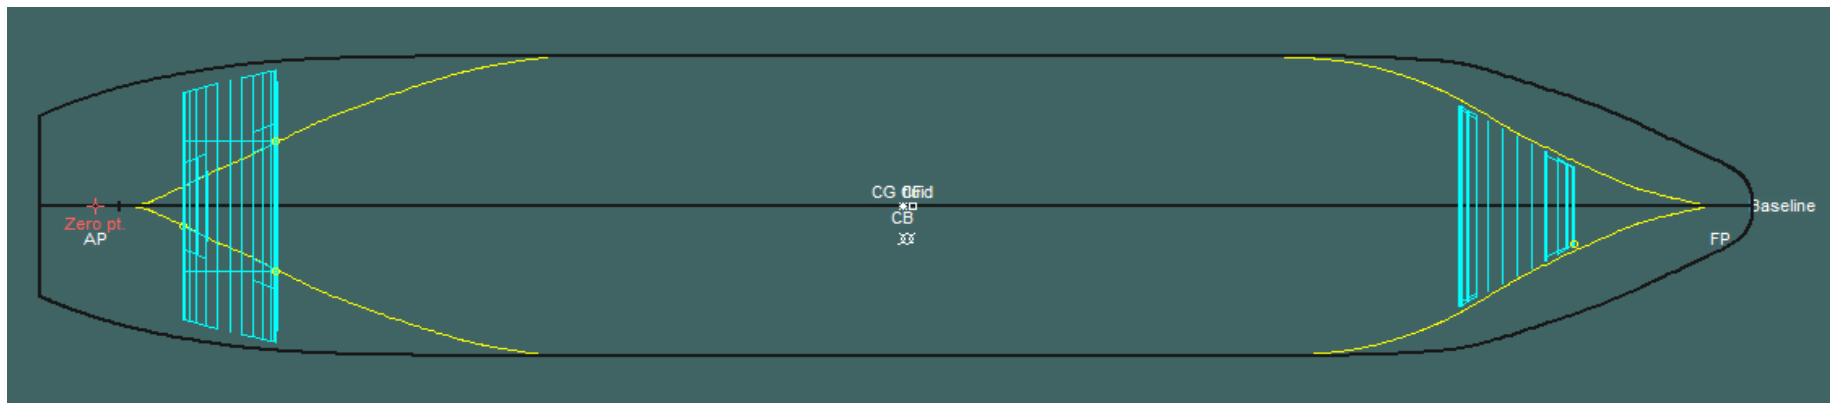 CG
Baseline
CB
Zero pt.
AP
FP